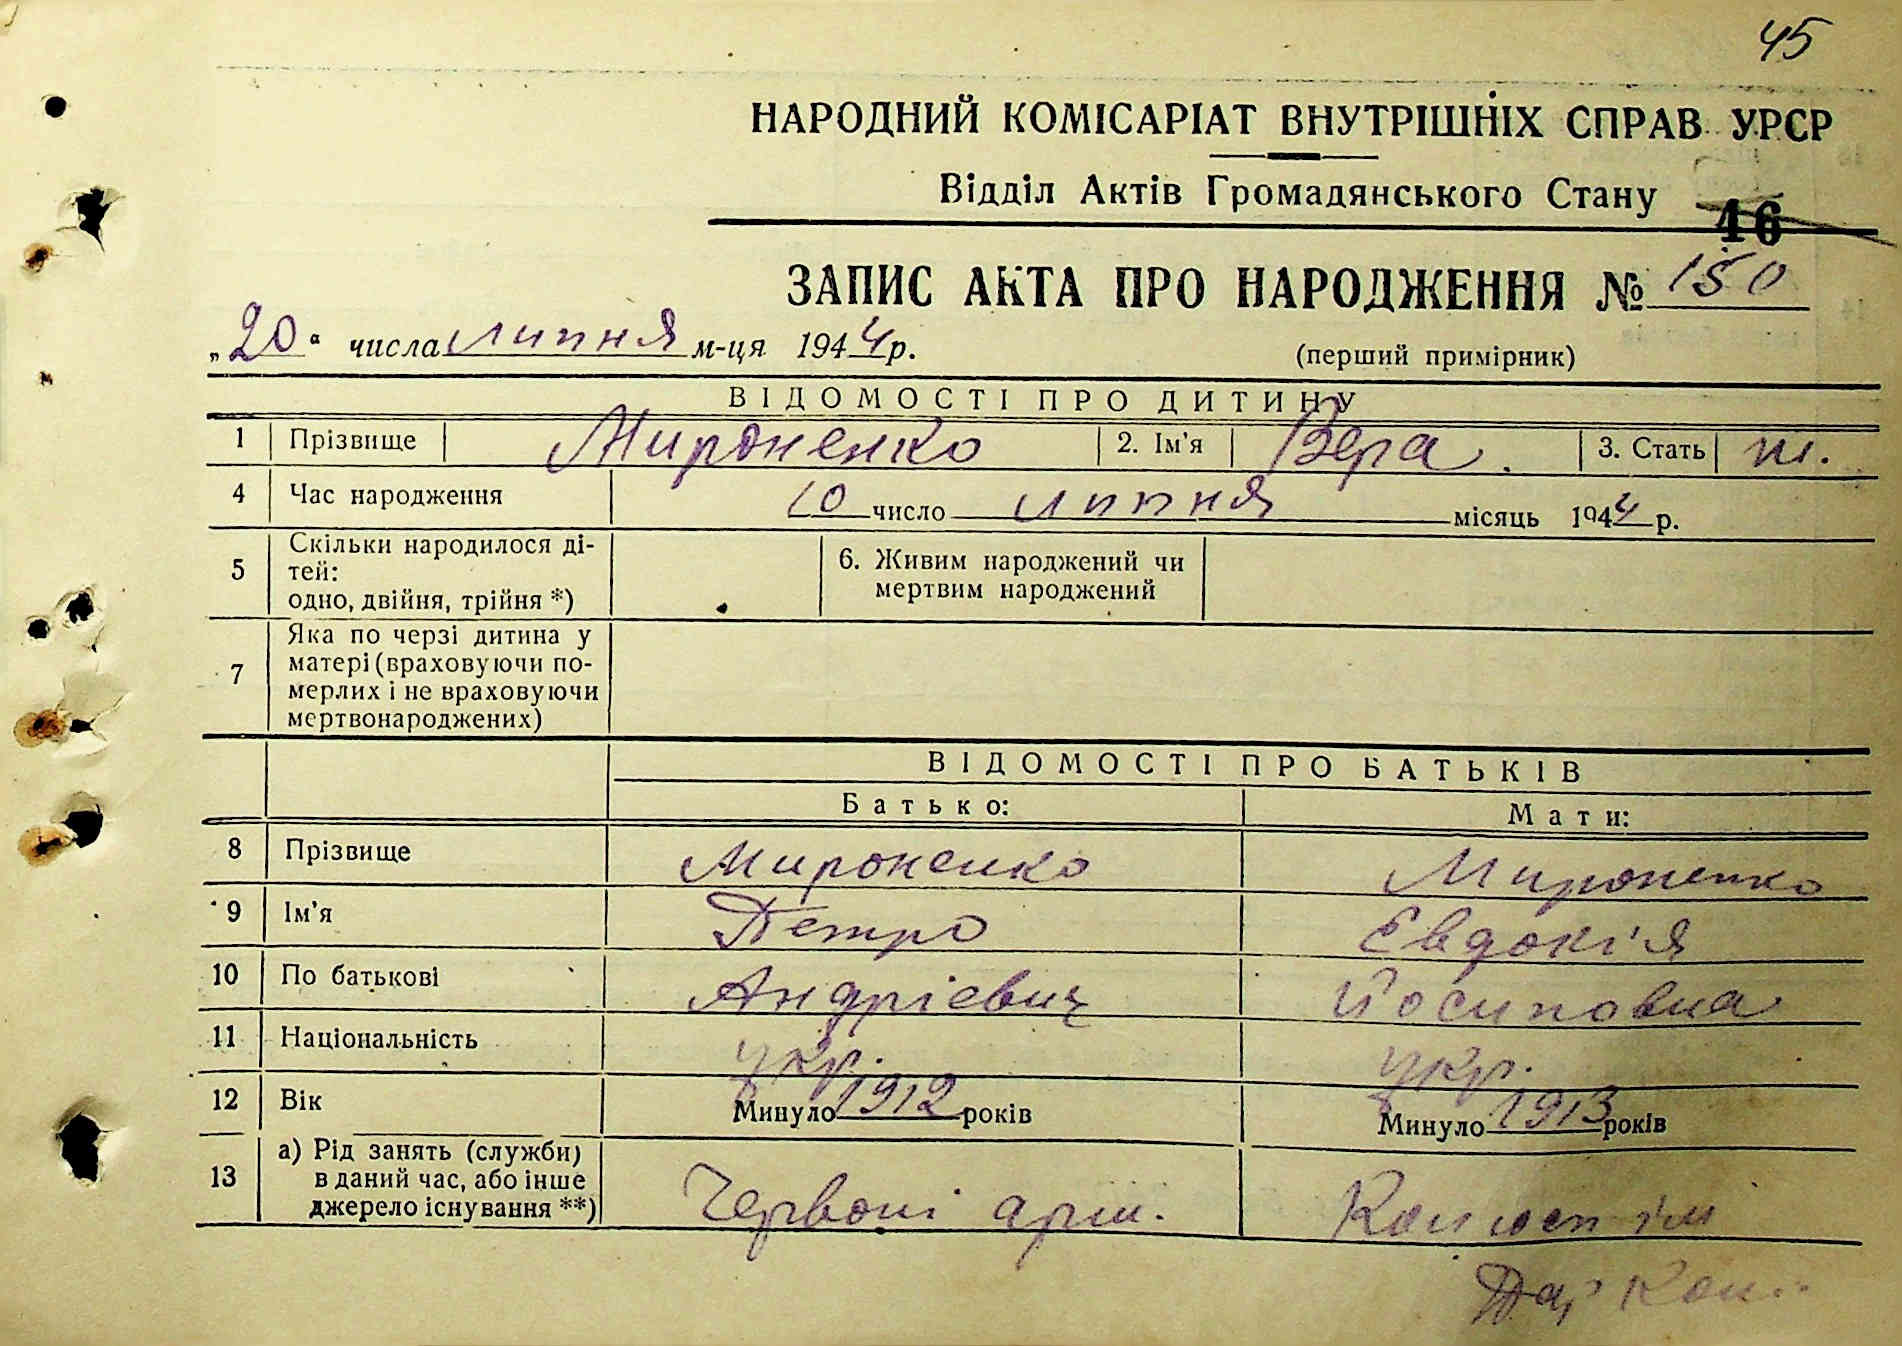 45
НАРОДНИЙ КОМІСАРІАТ ВНУТРІШНІХ СПРАВ УРСР
Відділ Актів Громадянського Стану
46
ЗАПИС АКТА ПРО НАРОДЖЕННЯ № 150
„20“ числа липня м-ця 1944 р.
(перший примірник)
ВІДОМОСТІ ПРО ДИТИНУ
1 Прізвище Мироненко 2. Ім'я Вера. 3. Стать ж.
4 Час народження 10 число липня місяць 1944 р.
5 Скільки народилося ді-
тей:
одно, двійня, трійня *)
6. Живим народжений чи
мертвим народжений
7 Яка по черзі дитина у
матері (враховуючи по-
мерлих і не враховуючи
мертвонароджених)
ВІДОМОСТІ ПРО БАТЬКІВ
Батько: Мати:
8 Прізвище Мироненко Мироненко
9 Ім'я Петро Євдокія
10 По батькові Андрієвич Йосиповна
11 Національність укр. укр.
12 Вік Минуло 1912 років Минуло 1913 років
13 а) Рід занять (служби)
в даний час, або інше
джерело існування **)
Червоні арм.